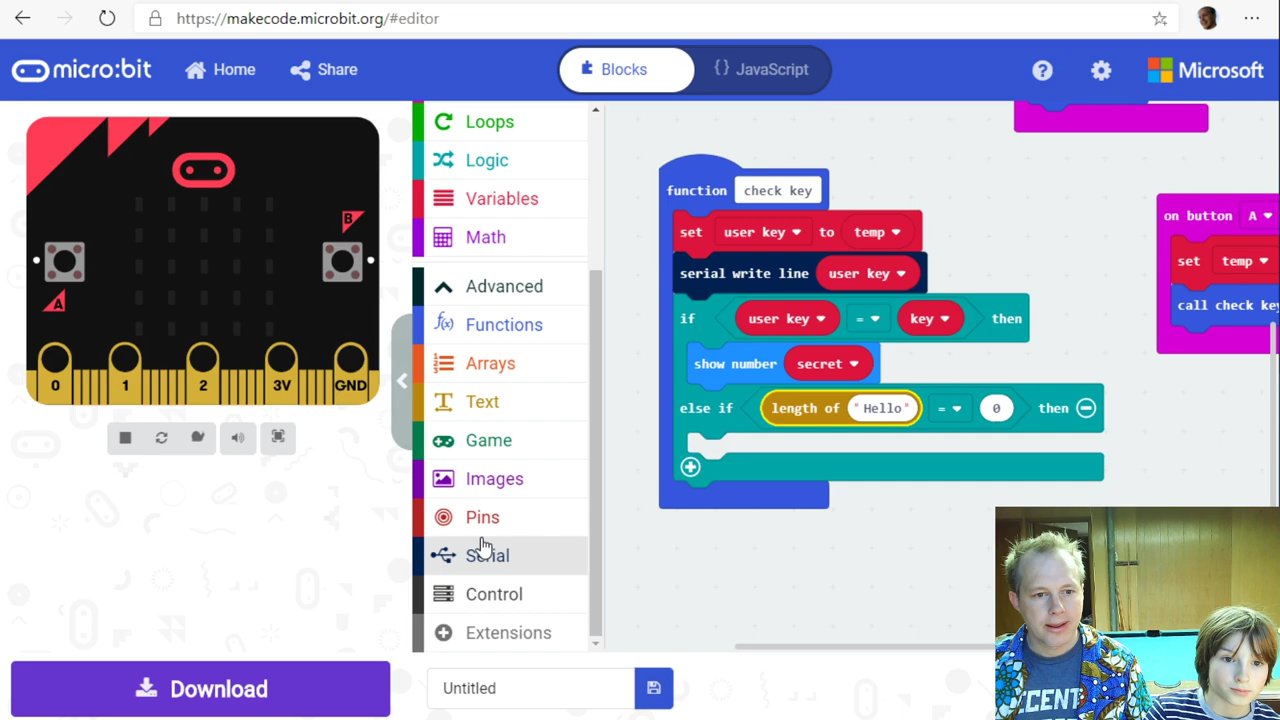 https://makecode.microbit.org/#editor
micro:bit
Home
Share
Blocks
{} JavaScript
Microsoft
B
A
0 1 2 3V GND
Download
Loops
Logic
Variables
Math
Advanced
f(x) Functions
Arrays
Text
Game
Images
Pins
Serial
Control
Extensions
Untitled
function check key
set user key to temp
serial write line user key
if user key = key then
show number secret
else if length of "Hello" = 0 then
on button A
set temp
call check key
CENT